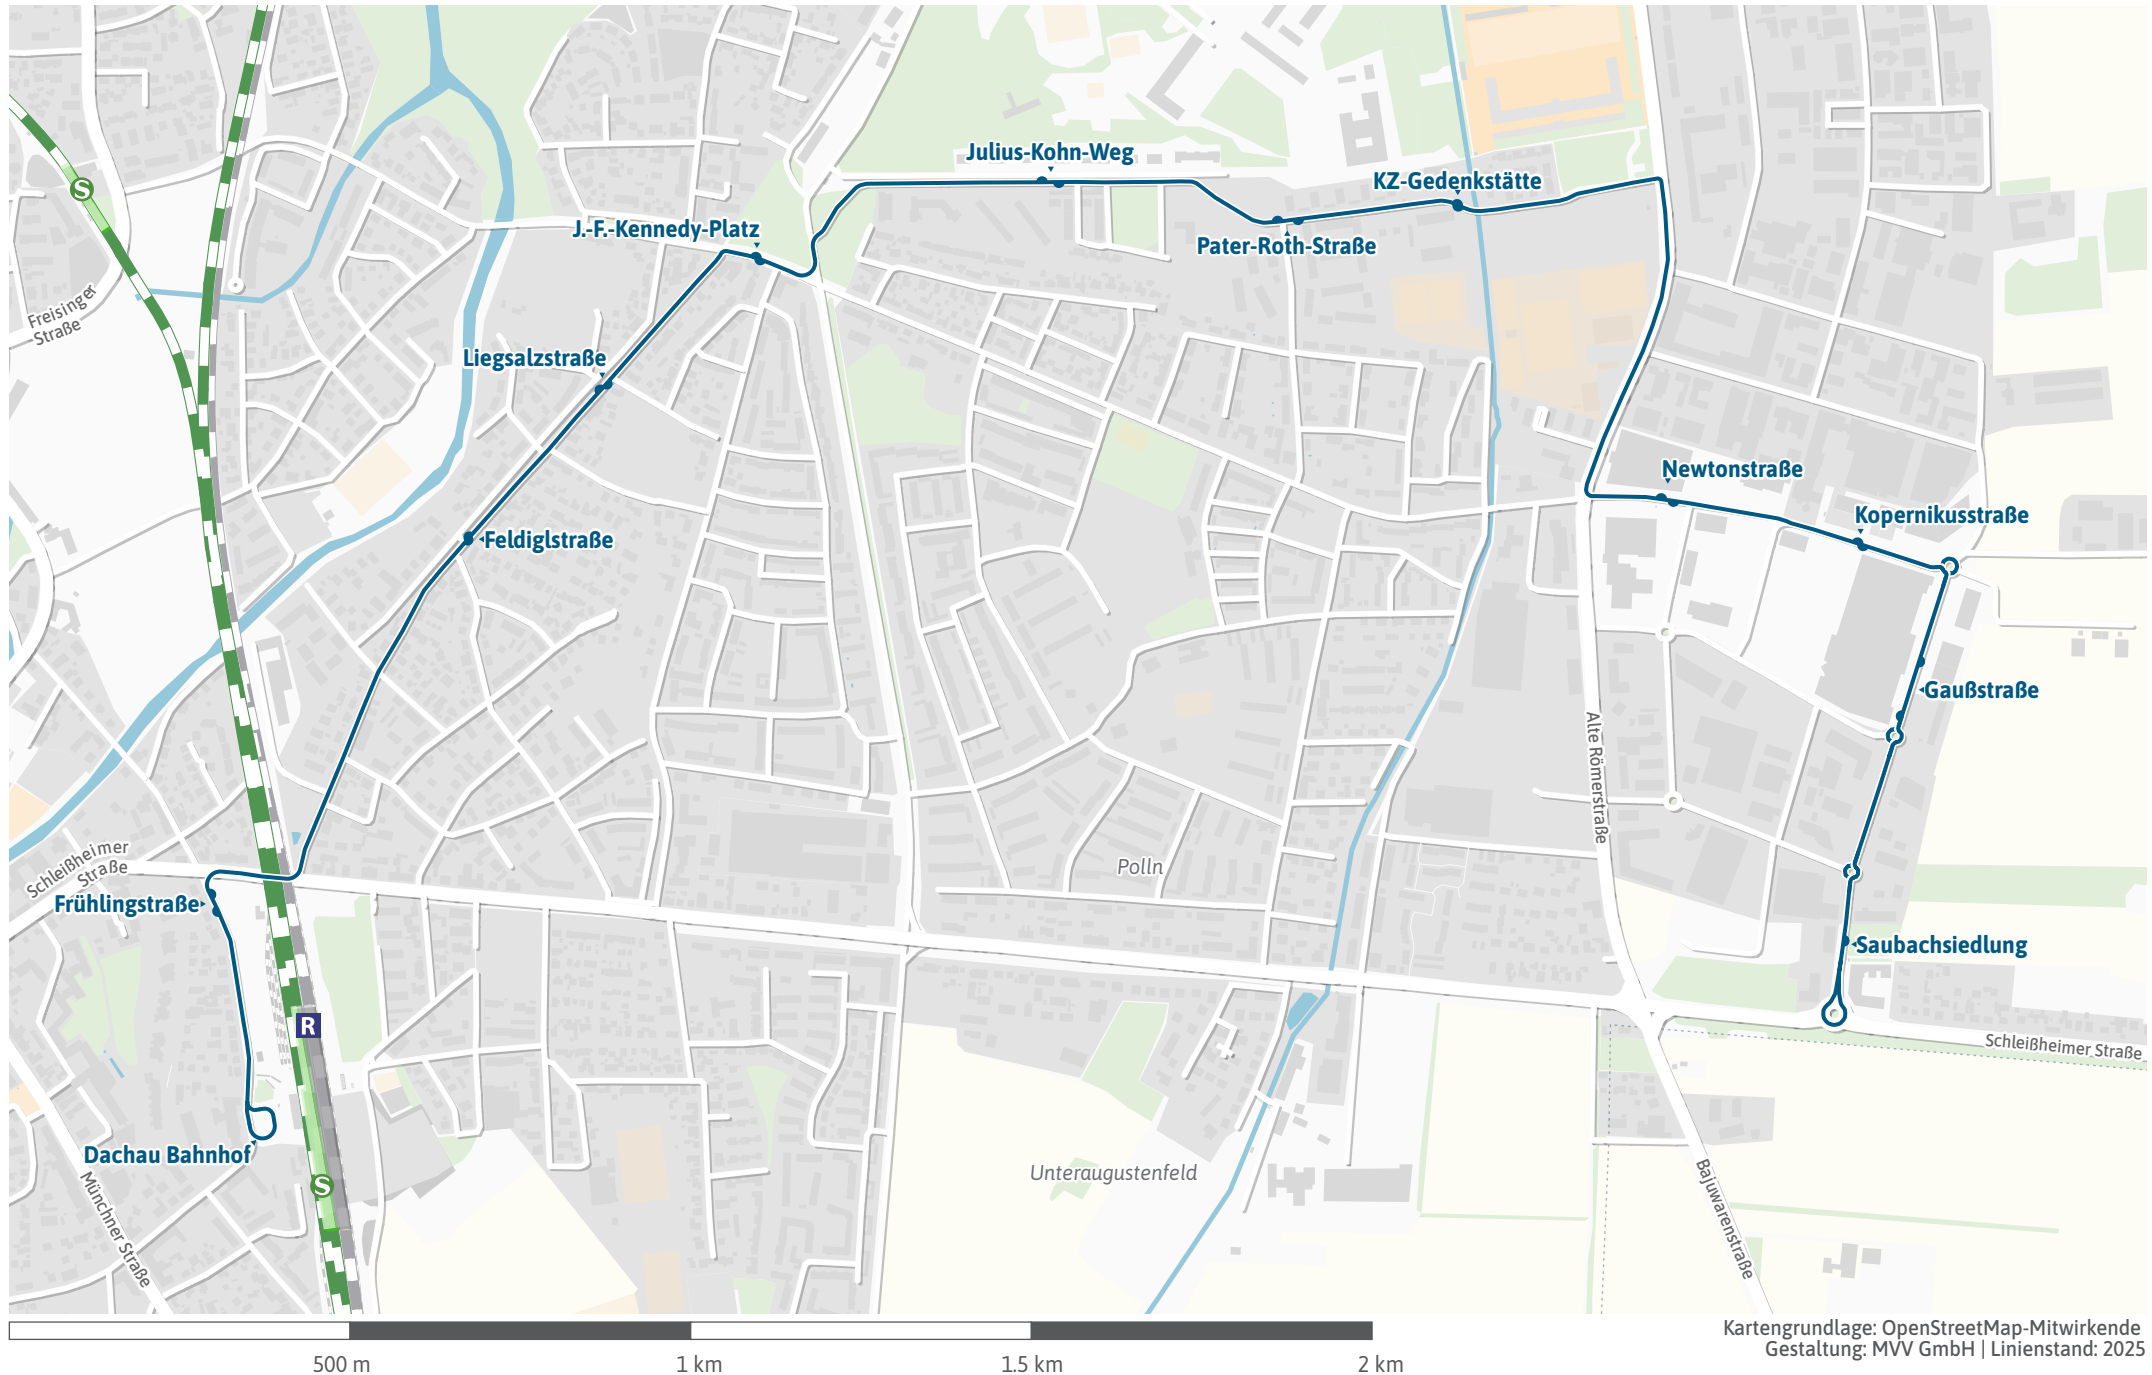 Julius-Kohn-Weg
KZ-Gedenkstätte
S
J.-F.-Kennedy-Platz
Pater-Roth-Straße
Freisinger
Straße
Liegsalzstraße
Newtonstraße
Kopernikusstraße
Feldiglstraße
Gaußstraße
Alte Römerstraße
Schleißheimer
Straße
Polln
Frühlingstraße
Saubachsiedlung
R
Schleißheimer Straße
Dachau Bahnhof
S
Unteraugustenfeld
Münchner Straße
Bajuwarenstraße
Kartengrundlage: OpenStreetMap-Mitwirkende
Gestaltung: MVV GmbH | Linienstand: 2025
500 m
1 km
1.5 km
2 km